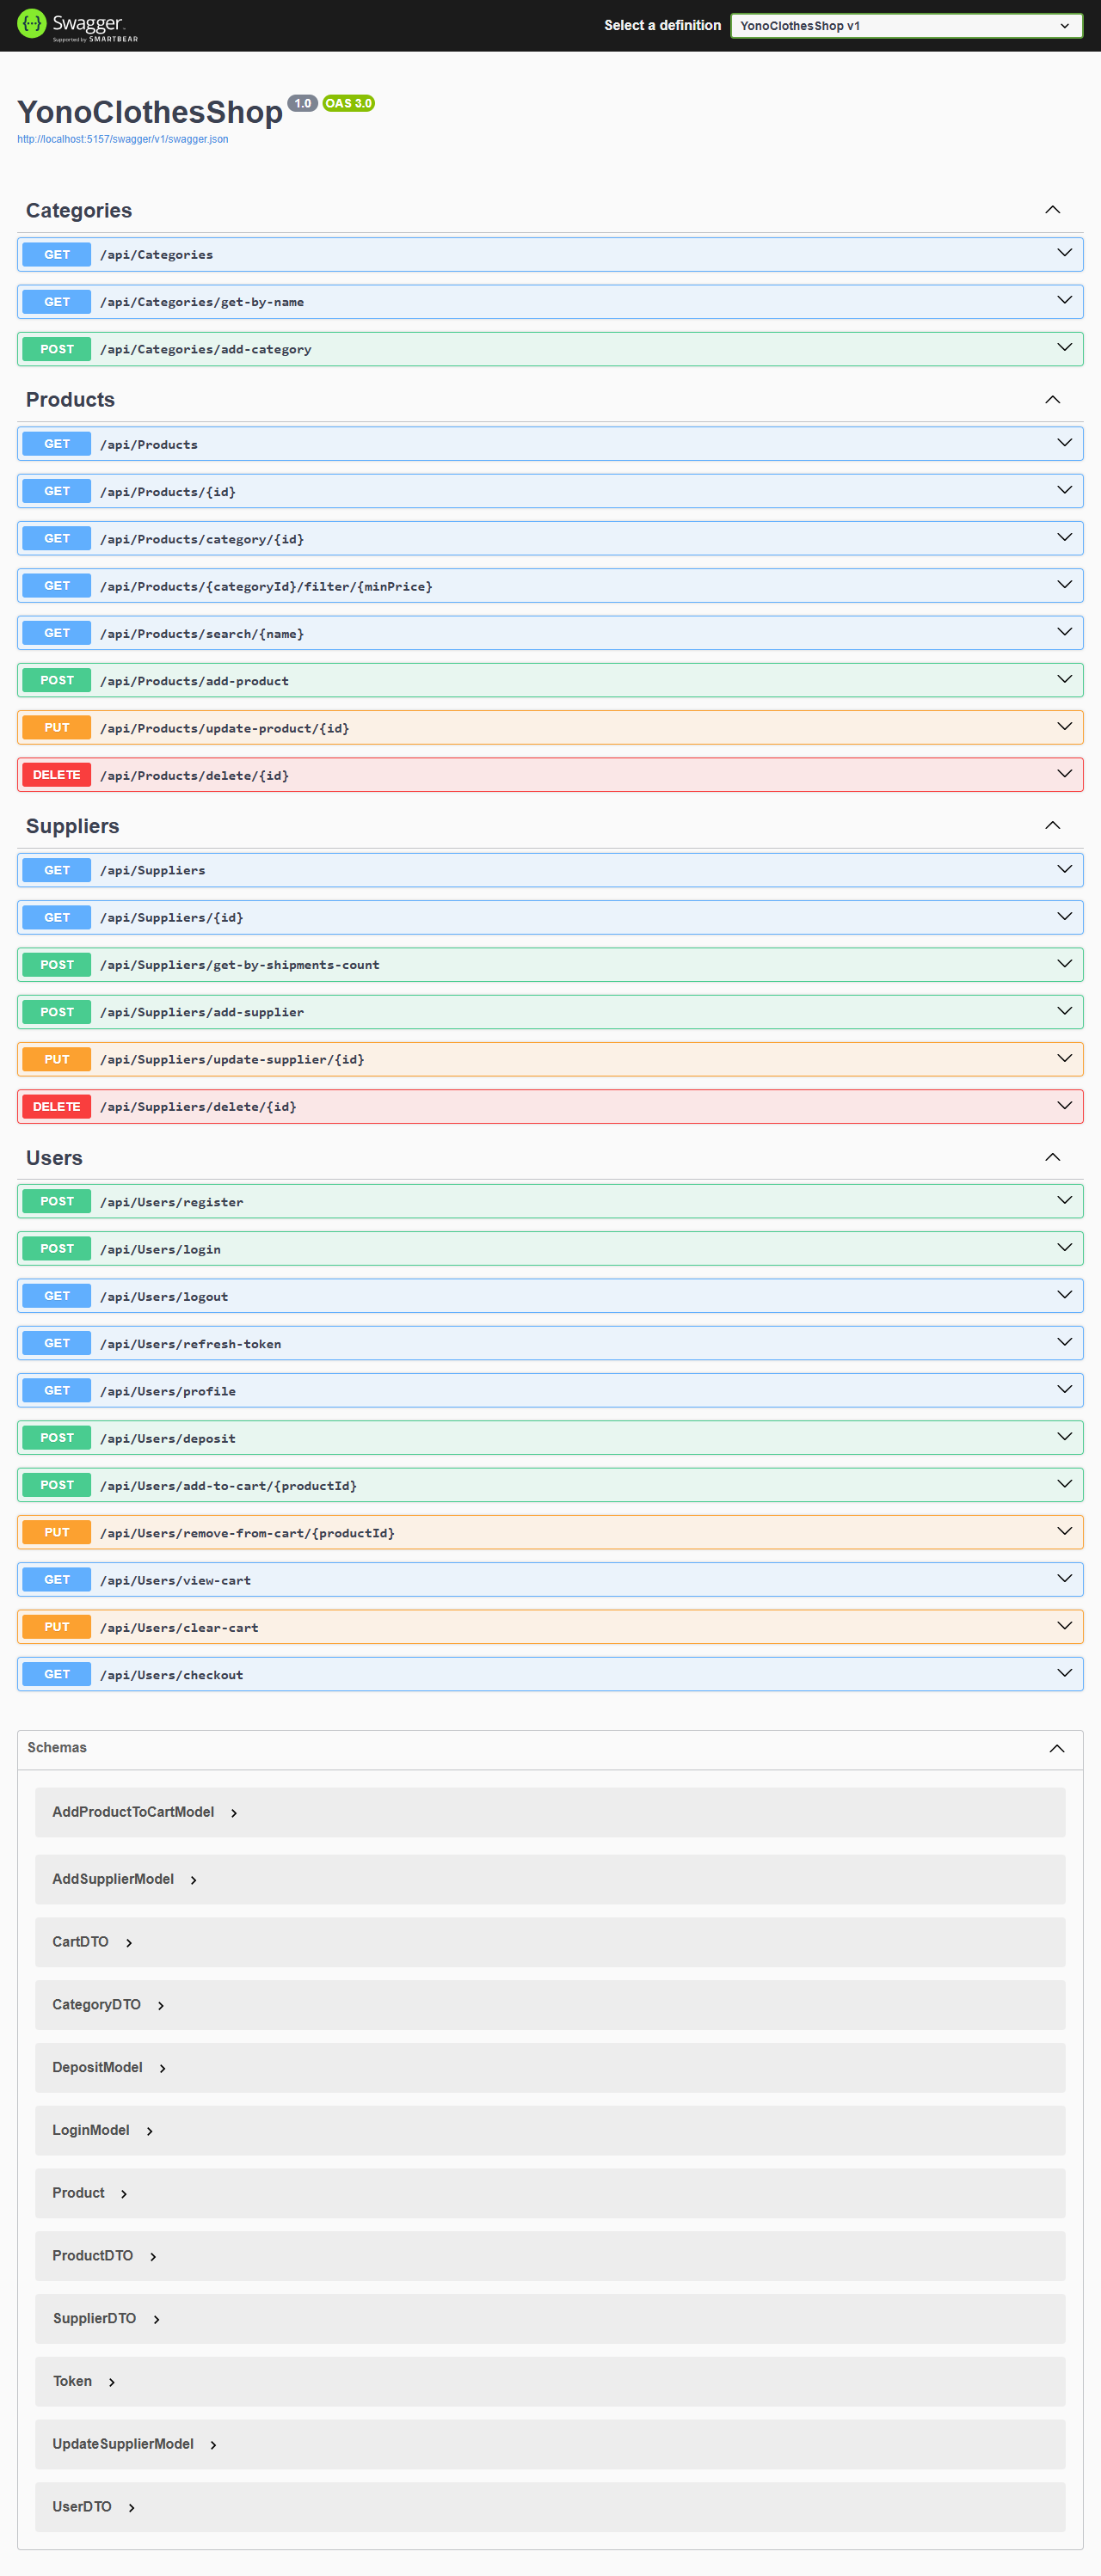 Swagger
Supported by SMARTBEAR
Select a definition
YonoClothesShop v1
YonoClothesShop 1.0 OAS 3.0
http://localhost:5157/swagger/v1/swagger.json
Categories
GET /api/Categories
GET /api/Categories/get-by-name
POST /api/Categories/add-category
Products
GET /api/Products
GET /api/Products/{id}
GET /api/Products/category/{id}
GET /api/Products/{categoryId}/filter/{minPrice}
GET /api/Products/search/{name}
POST /api/Products/add-product
PUT /api/Products/update-product/{id}
DELETE /api/Products/delete/{id}
Suppliers
GET /api/Suppliers
GET /api/Suppliers/{id}
POST /api/Suppliers/get-by-shipments-count
POST /api/Suppliers/add-supplier
PUT /api/Suppliers/update-supplier/{id}
DELETE /api/Suppliers/delete/{id}
Users
POST /api/Users/register
POST /api/Users/login
GET /api/Users/logout
GET /api/Users/refresh-token
GET /api/Users/profile
POST /api/Users/deposit
POST /api/Users/add-to-cart/{productId}
PUT /api/Users/remove-from-cart/{productId}
GET /api/Users/view-cart
PUT /api/Users/clear-cart
GET /api/Users/checkout
Schemas
AddProductToCartModel
AddSupplierModel
CartDTO
CategoryDTO
DepositModel
LoginModel
Product
ProductDTO
SupplierDTO
Token
UpdateSupplierModel
UserDTO